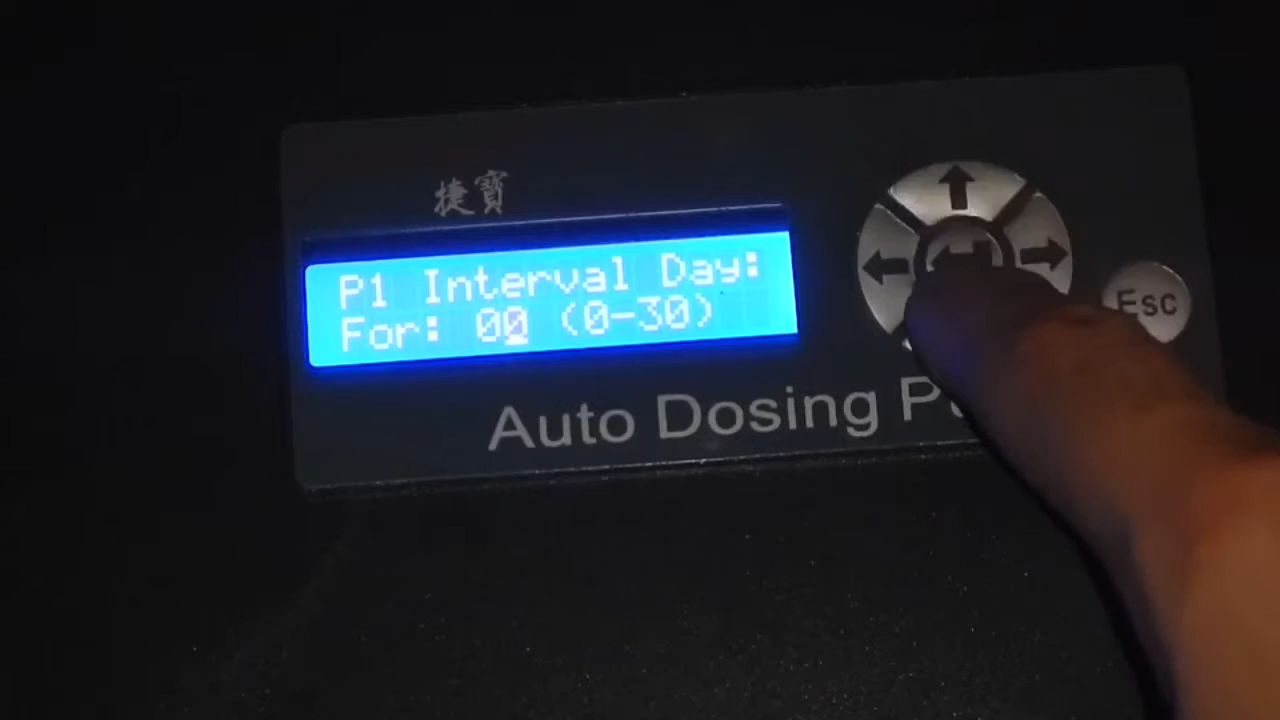 捷寶
P1 Interval Day:
For: 00 (0-30)
Esc
Auto Dosing